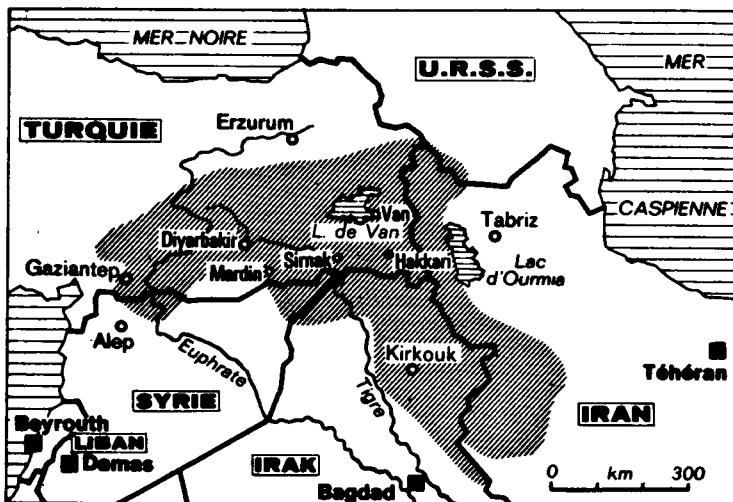 MER NOIRE
U.R.S.S.
MER
CASPIENNE
TURQUIE
Erzurum
Van
L. de Van
Tabriz
Diyarbakir
Gaziantep
Mardin
Sirnak
Hakkari
Lac
d'Ourmia
Alep
Euphrate
Kirkouk
Tigre
Téhéran
SYRIE
IRAN
Beyrouth
LIBAN
Damas
IRAK
Bagdad
0 km 300